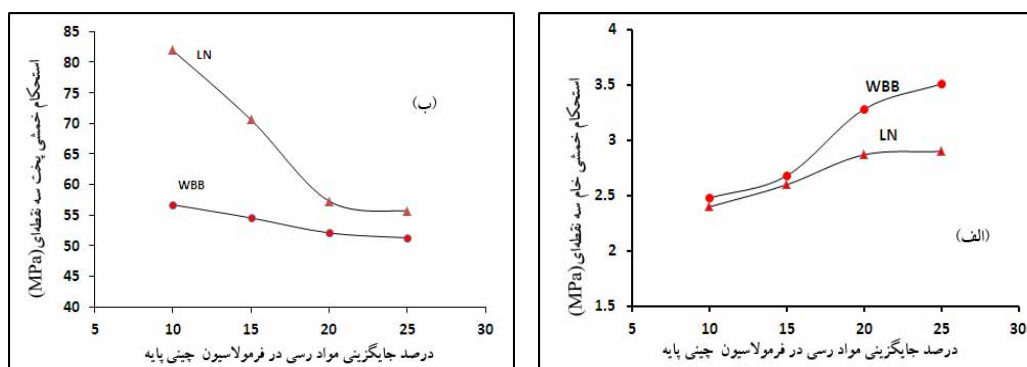 استحکام خمشی خام سه نقطه‌ای (MPa)
4
3.5
3
2.5
2
1.5
WBB
LN
(الف)
5
10
15
20
25
30
درصد جایگزینی مواد رسی در فرمولاسیون چینی پایه
استحکام خمشی پخت سه نقطه‌ای (MPa)
85
80
75
70
65
60
55
50
45
40
LN
(ب)
WBB
5
10
15
20
25
30
درصد جایگزینی مواد رسی در فرمولاسیون چینی پایه